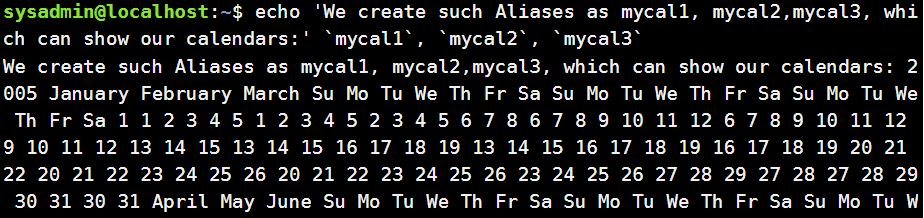 sysadmin@localhost:~$ echo 'We create such Aliases as mycal1, mycal2,mycal3, whi
ch can show our calendars:' `mycal1`, `mycal2`, `mycal3`
We create such Aliases as mycal1, mycal2,mycal3, which can show our calendars: 2
005 January February March Su Mo Tu We Th Fr Sa Su Mo Tu We Th Fr Sa Su Mo Tu We
 Th Fr Sa 1 1 2 3 4 5 1 2 3 4 5 2 3 4 5 6 7 8 6 7 8 9 10 11 12 6 7 8 9 10 11 12
9 10 11 12 13 14 15 13 14 15 16 17 18 19 13 14 15 16 17 18 19 16 17 18 19 20 21
22 20 21 22 23 24 25 26 20 21 22 23 24 25 26 23 24 25 26 27 28 29 27 28 27 28 29
 30 31 30 31 April May June Su Mo Tu We Th Fr Sa Su Mo Tu We Th Fr Sa Su Mo Tu W